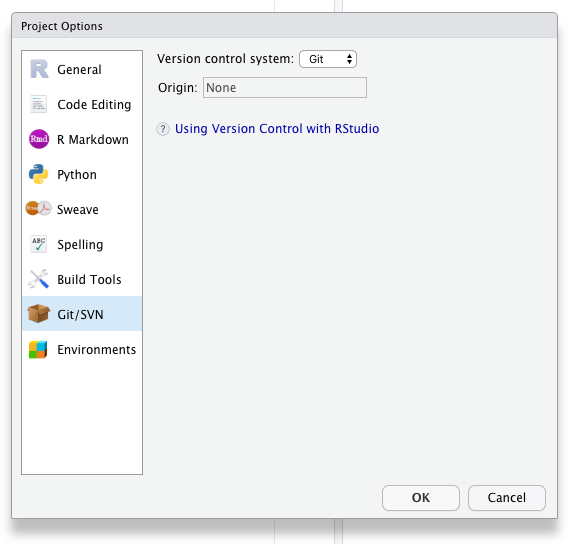 Project Options
General
Code Editing
R Markdown
Python
Sweave
Spelling
Build Tools
Git/SVN
Environments
Version control system: Git
Origin: None
? Using Version Control with RStudio
OK Cancel